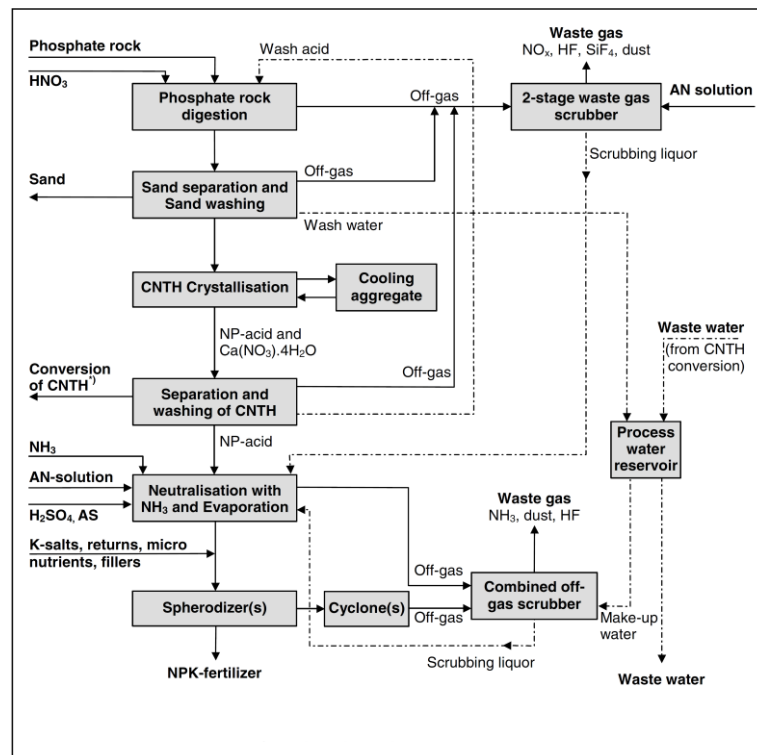 Phosphate rock
HNO₃
Wash acid
Phosphate rock
digestion
Off-gas
Waste gas
NOₓ, HF, SiF₄, dust
2-stage waste gas
scrubber
AN solution
Scrubbing liquor
Sand
Sand separation and
Sand washing
Off-gas
Wash water
CNTH Crystallisation
Cooling
aggregate
NP-acid and
Ca(NO₃).4H₂O
Waste water
(from CNTH
conversion)
Conversion
of CNTH*)
Separation and
washing of CNTH
Off-gas
NP-acid
Process
water
reservoir
NH₃
AN-solution
H₂SO₄, AS
Neutralisation with
NH₃ and Evaporation
Waste gas
NH₃, dust, HF
K-salts, returns, micro
nutrients, fillers
Off-gas
Combined off-
gas scrubber
Spherodizer(s)
Cyclone(s)
Off-gas
Make-up
water
Scrubbing liquor
NPK-fertilizer
Waste water